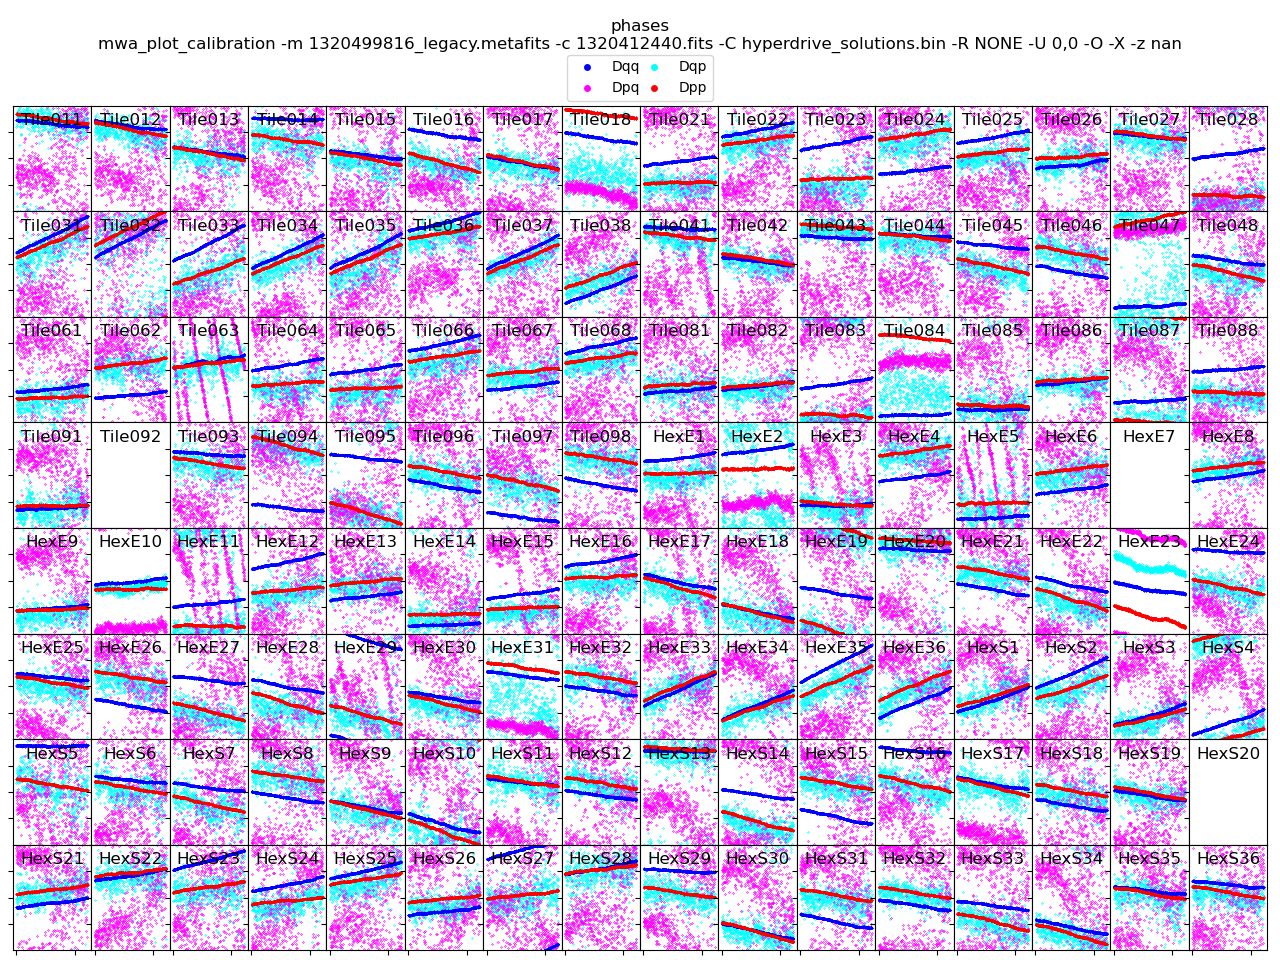 phases
mwa_plot_calibration -m 1320499816_legacy.metafits -c 1320412440.fits -C hyperdrive_solutions.bin -R NONE -U 0,0 -O -X -z nan
Dqq Dqp
Dpq Dpp
Tile011 Tile012 Tile013 Tile014 Tile015 Tile016 Tile017 Tile018 Tile021 Tile022 Tile023 Tile024 Tile025 Tile026 Tile027 Tile028
Tile031 Tile032 Tile033 Tile034 Tile035 Tile036 Tile037 Tile038 Tile041 Tile042 Tile043 Tile044 Tile045 Tile046 Tile047 Tile048
Tile061 Tile062 Tile063 Tile064 Tile065 Tile066 Tile067 Tile068 Tile081 Tile082 Tile083 Tile084 Tile085 Tile086 Tile087 Tile088
Tile091 Tile092 Tile093 Tile094 Tile095 Tile096 Tile097 Tile098 HexE1 HexE2 HexE3 HexE4 HexE5 HexE6 HexE7 HexE8
HexE9 HexE10 HexE11 HexE12 HexE13 HexE14 HexE15 HexE16 HexE17 HexE18 HexE19 HexE20 HexE21 HexE22 HexE23 HexE24
HexE25 HexE26 HexE27 HexE28 HexE29 HexE30 HexE31 HexE32 HexE33 HexE34 HexE35 HexE36 HexS1 HexS2 HexS3 HexS4
HexS5 HexS6 HexS7 HexS8 HexS9 HexS10 HexS11 HexS12 HexS13 HexS14 HexS15 HexS16 HexS17 HexS18 HexS19 HexS20
HexS21 HexS22 HexS23 HexS24 HexS25 HexS26 HexS27 HexS28 HexS29 HexS30 HexS31 HexS32 HexS33 HexS34 HexS35 HexS36